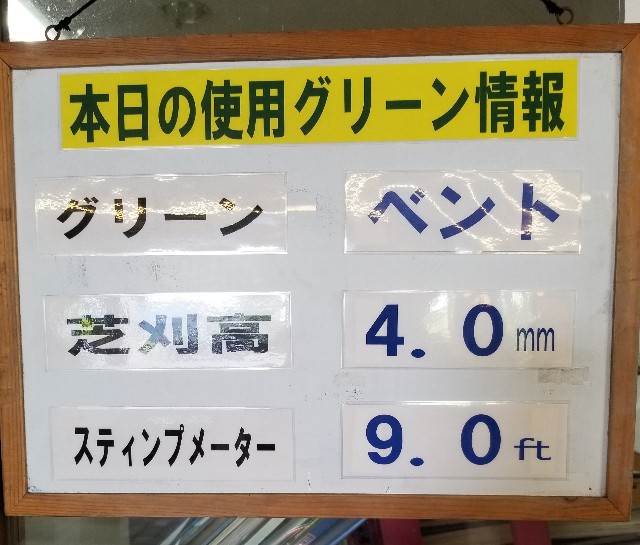 本日の使用グリーン情報
グリーン ベント
芝刈高 4.0mm
スティンプメーター 9.0ft